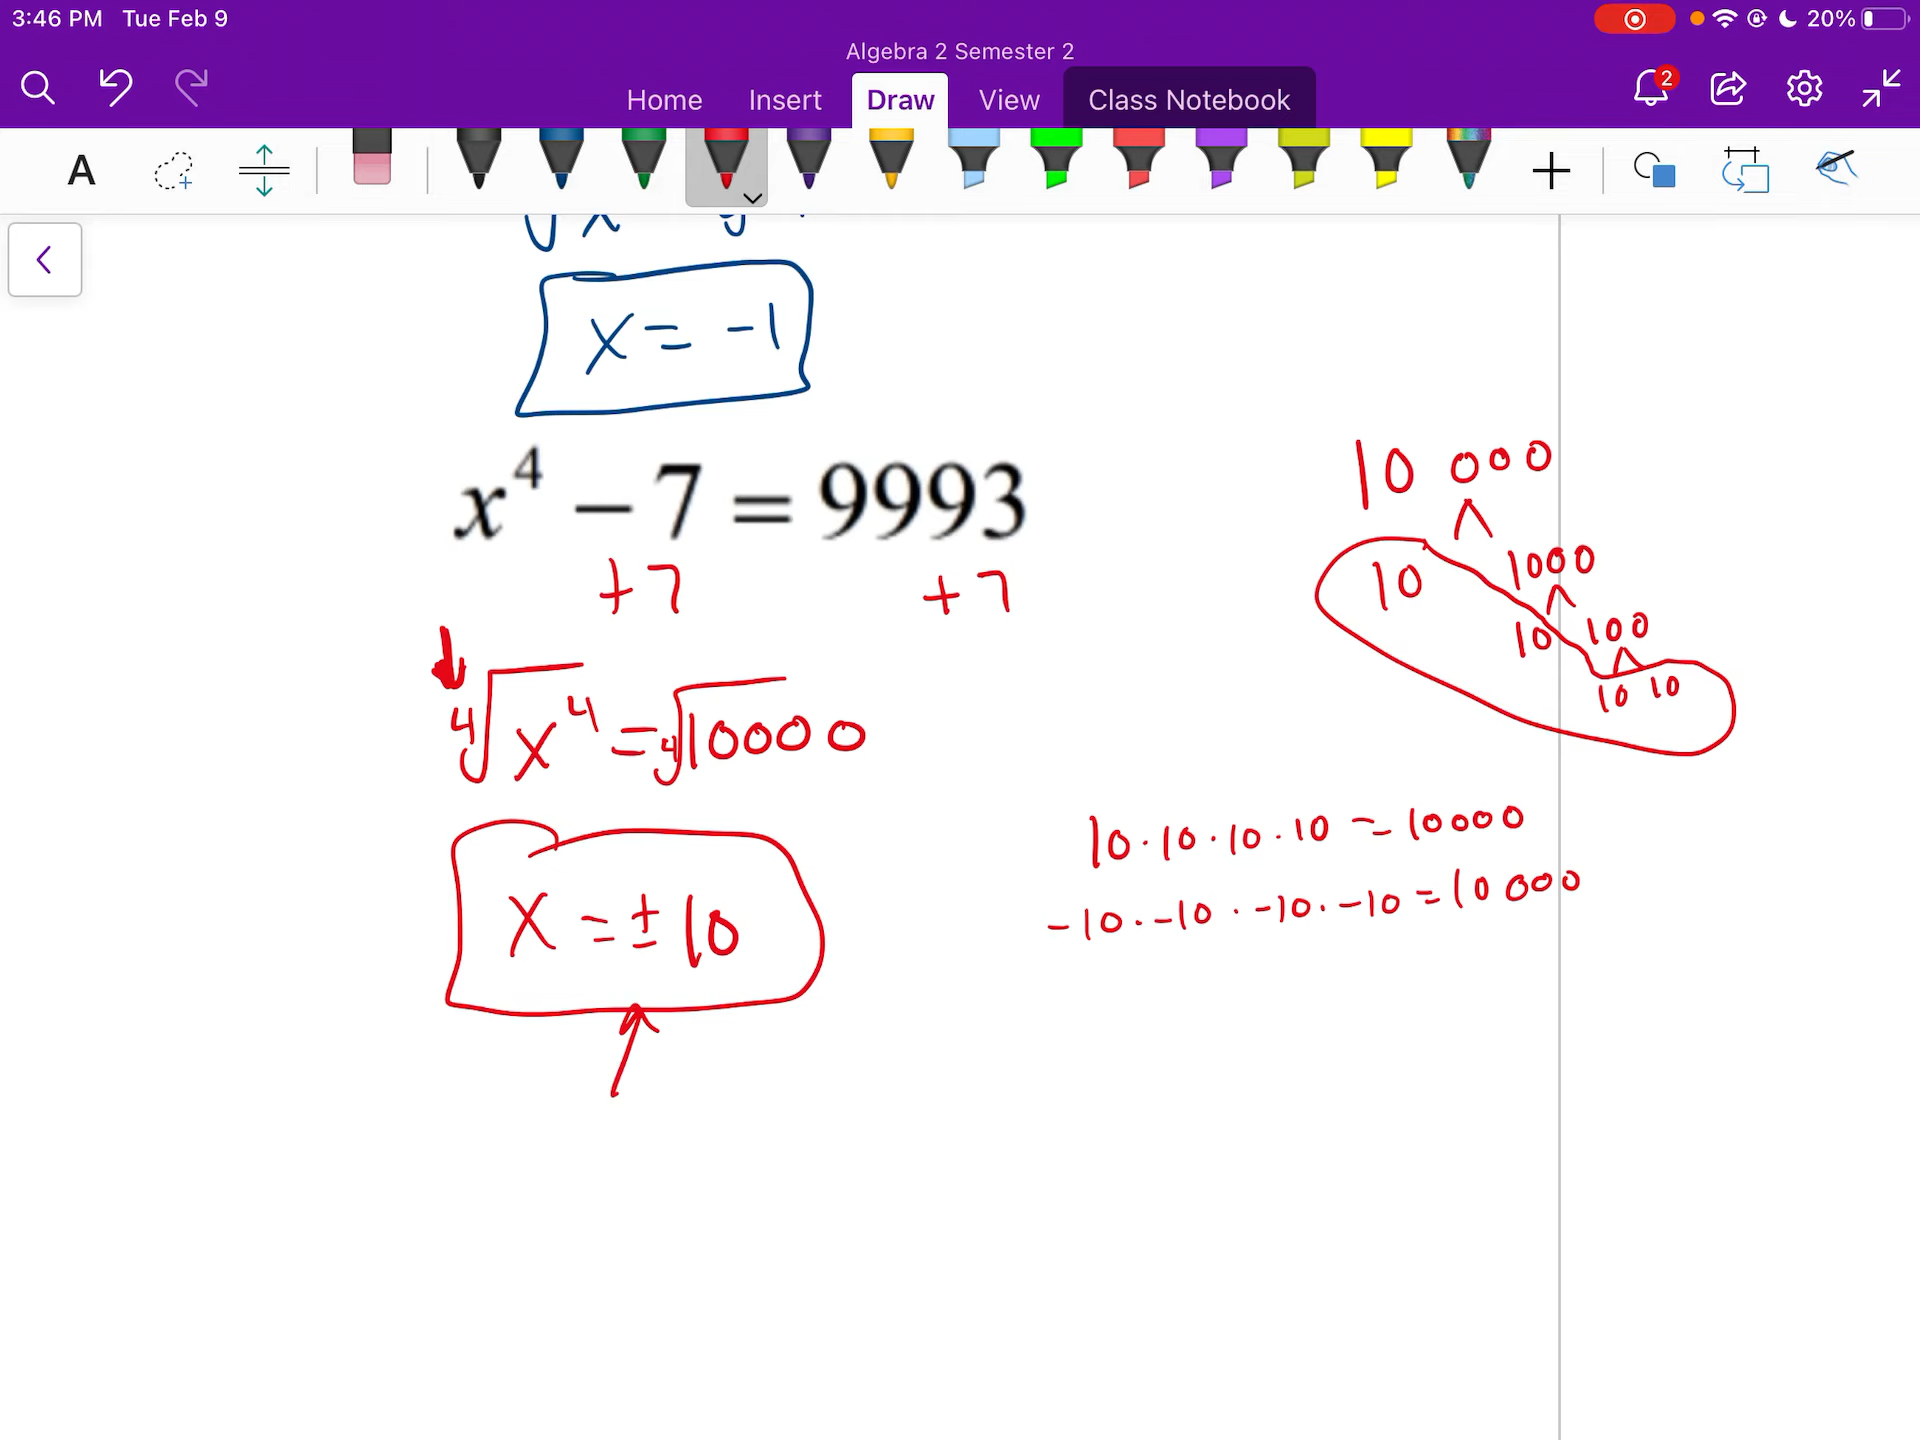 3:46 PM Tue Feb 9
20%
Algebra 2 Semester 2
2
Home Insert Draw View Class Notebook
A
x = -1
x⁴ − 7 = 9993
+7 +7
10 000
10 1000
10 100
10 10
⁴√x⁴ = ⁴√10000
10·10·10·10 = 10000
-10·-10·-10·-10 = 10 000
x = ± 10